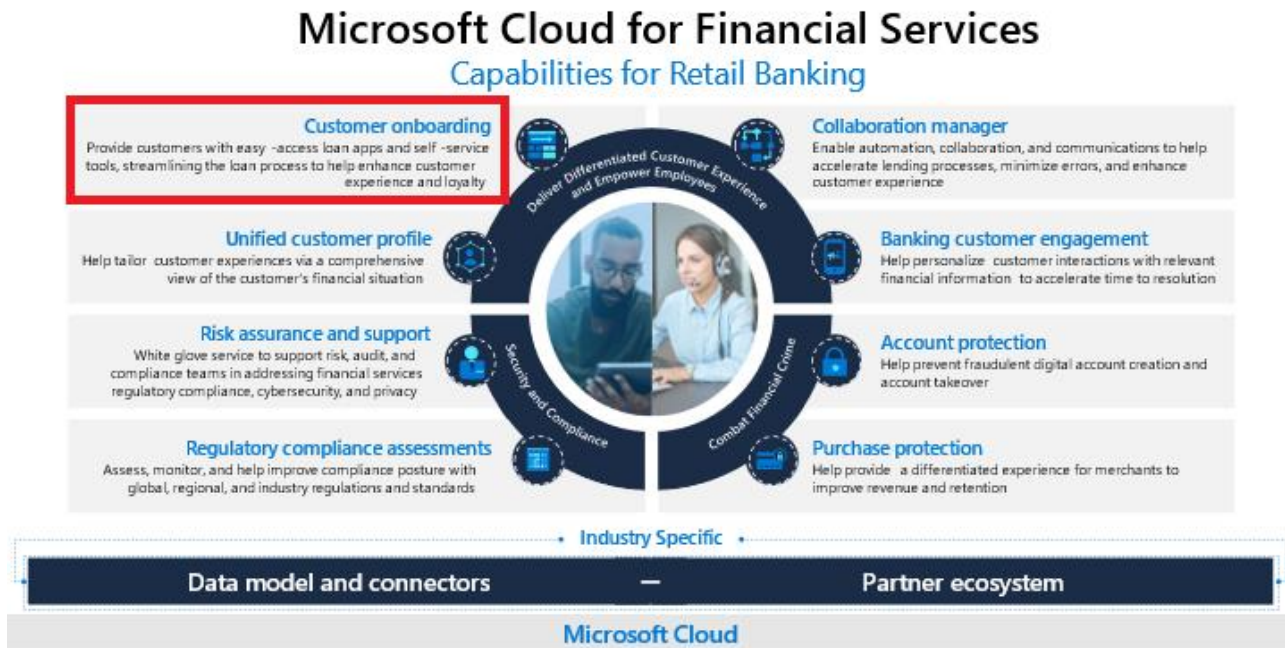 Microsoft Cloud for Financial Services
Capabilities for Retail Banking
Customer onboarding
Provide customers with easy -access loan apps and self -service
tools, streamlining the loan process to help enhance customer
experience and loyalty
Collaboration manager
Enable automation, collaboration, and communications to help
accelerate lending processes, minimize errors, and enhance
customer experience
Deliver Differentiated Customer Experience
and Empower Employees
Unified customer profile
Help tailor customer experiences via a comprehensive
view of the customer's financial situation
Banking customer engagement
Help personalize customer interactions with relevant
financial information to accelerate time to resolution
Risk assurance and support
White glove service to support risk, audit, and
compliance teams in addressing financial services
regulatory compliance, cybersecurity, and privacy
Account protection
Help prevent fraudulent digital account creation and
account takeover
Security and Compliance
Combat Financial Crime
Regulatory compliance assessments
Assess, monitor, and help improve compliance posture with
global, regional, and industry regulations and standards
Purchase protection
Help provide a differentiated experience for merchants to
improve revenue and retention
Industry Specific
Data model and connectors — Partner ecosystem
Microsoft Cloud